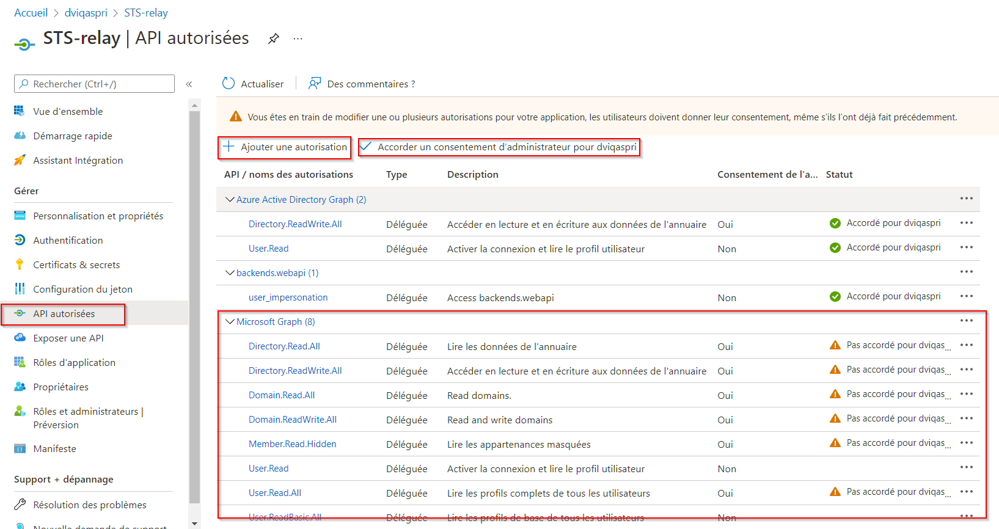 Accueil > dviqaspri > STS-relay
STS-relay | API autorisées
Rechercher (Ctrl+/)
Vue d'ensemble
Démarrage rapide
Assistant Intégration
Gérer
Personnalisation et propriétés
Authentification
Certificats & secrets
Configuration du jeton
API autorisées
Exposer une API
Rôles d'application
Propriétaires
Rôles et administrateurs |
Préversion
Manifeste
Support + dépannage
Résolution des problèmes
Nouvelle demande de support
Actualiser Des commentaires ?
Vous êtes en train de modifier une ou plusieurs autorisations pour votre application, les utilisateurs doivent donner leur consentement, même s’ils l’ont déjà fait précédemment.
Ajouter une autorisation Accorder un consentement d’administrateur pour dviqaspri
API / noms des autorisations Type Description Consentement de l'a... Statut
Azure Active Directory Graph (2)
Directory.ReadWrite.All Déléguée Accéder en lecture et en écriture aux données de l'annuaire Oui Accordé pour dviqaspri
User.Read Déléguée Activer la connexion et lire le profil utilisateur Non Accordé pour dviqaspri
backends.webapi (1)
user_impersonation Déléguée Access backends.webapi Non Accordé pour dviqaspri
Microsoft Graph (8)
Directory.Read.All Déléguée Lire les données de l'annuaire Oui Pas accordé pour dviqas...
Directory.ReadWrite.All Déléguée Accéder en lecture et en écriture aux données de l'annuaire Oui Pas accordé pour dviqas...
Domain.Read.All Déléguée Read domains. Oui Pas accordé pour dviqas...
Domain.ReadWrite.All Déléguée Read and write domains Oui Pas accordé pour dviqas...
Member.Read.Hidden Déléguée Lire les appartenances masquées Oui Pas accordé pour dviqas...
User.Read Déléguée Activer la connexion et lire le profil utilisateur Non
User.Read.All Déléguée Lire les profils complets de tous les utilisateurs Oui Pas accordé pour dviqas...
User.ReadBasic.All Déléguée Lire les profils de base de tous les utilisateurs Non